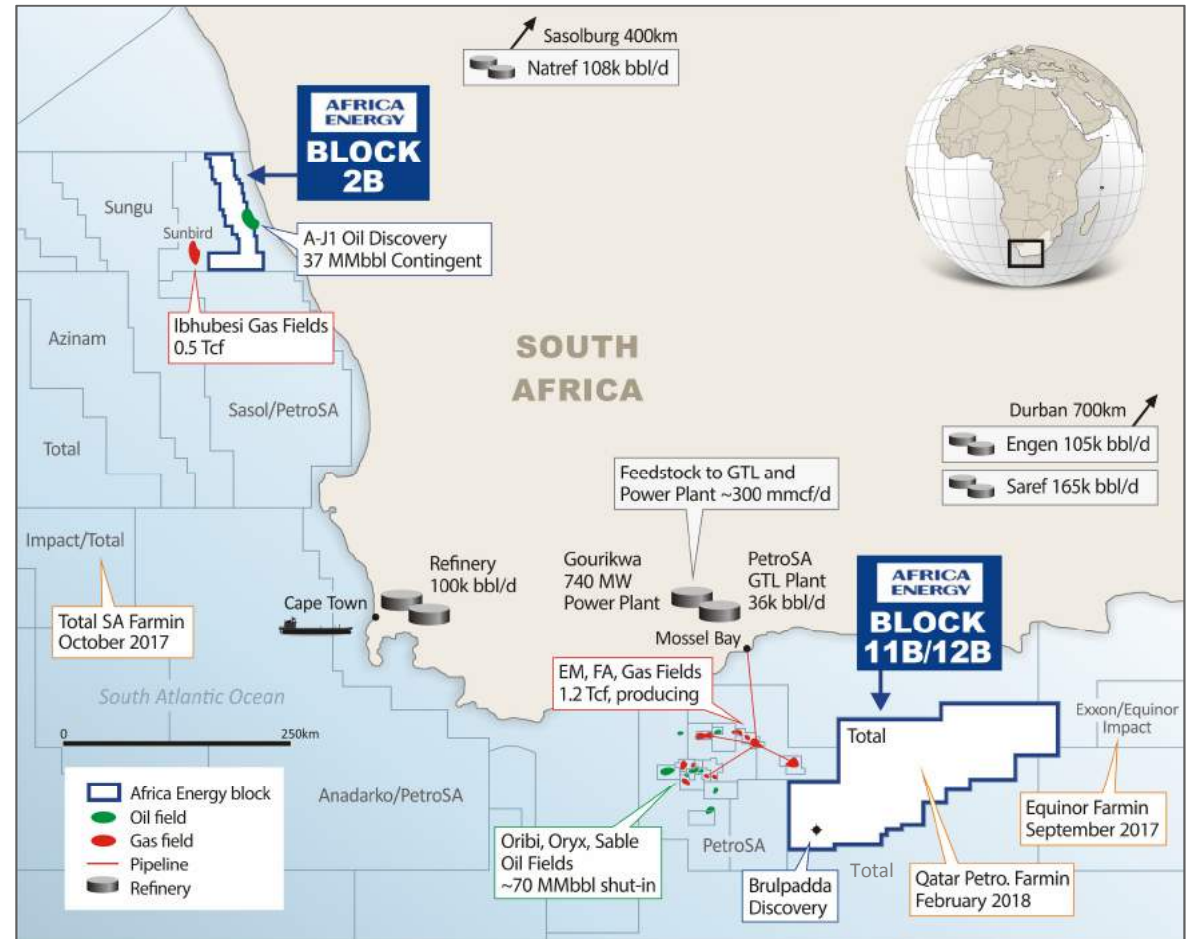 Sasolburg 400km
Natref 108k bbl/d
AFRICA
ENERGY
BLOCK
2B
Sungu
Sunbird
A-J1 Oil Discovery
37 MMbbl Contingent
Ibhubesi Gas Fields
0.5 Tcf
Azinam
SOUTH
AFRICA
Sasol/PetroSA
Total
Durban 700km
Engen 105k bbl/d
Saref 165k bbl/d
Feedstock to GTL and
Power Plant ~300 mmcf/d
Impact/Total
Refinery
100k bbl/d
Gourikwa
740 MW
Power Plant
PetroSA
GTL Plant
36k bbl/d
AFRICA
ENERGY
BLOCK
11B/12B
Cape Town
Mossel Bay
Total SA Farmin
October 2017
EM, FA, Gas Fields
1.2 Tcf, producing
South Atlantic Ocean
0
250km
Total
Exxon/Equinor
Impact
Africa Energy block
Oil field
Gas field
Pipeline
Refinery
Anadarko/PetroSA
Oribi, Oryx, Sable
Oil Fields
~70 MMbbl shut-in
PetroSA
Brulpadda
Discovery
Total
Qatar Petro. Farmin
February 2018
Equinor Farmin
September 2017